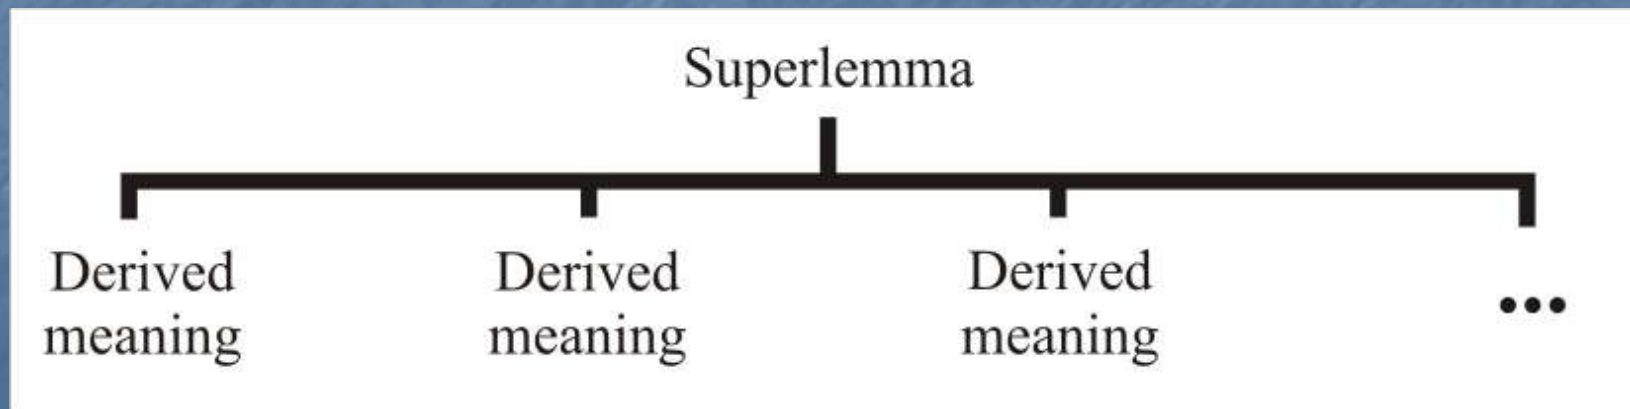 Superlemma
Derived
meaning
Derived
meaning
Derived
meaning
•••